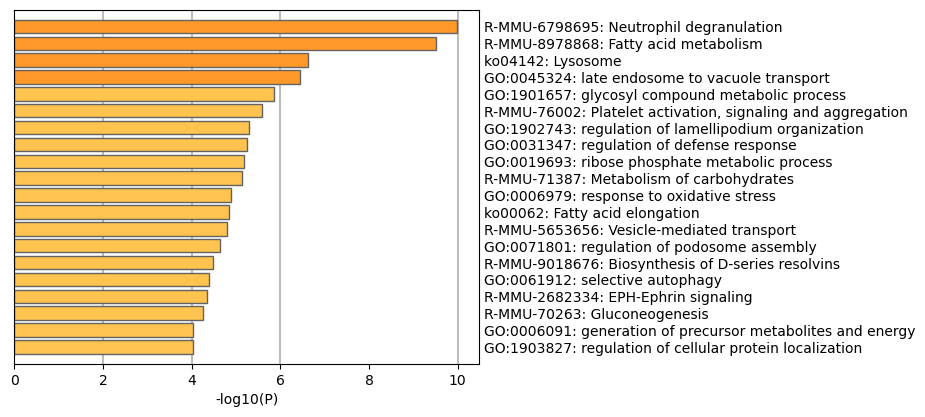 R-MMU-6798695: Neutrophil degranulation
R-MMU-8978868: Fatty acid metabolism
ko04142: Lysosome
GO:0045324: late endosome to vacuole transport
GO:1901657: glycosyl compound metabolic process
R-MMU-76002: Platelet activation, signaling and aggregation
GO:1902743: regulation of lamellipodium organization
GO:0031347: regulation of defense response
GO:0019693: ribose phosphate metabolic process
R-MMU-71387: Metabolism of carbohydrates
GO:0006979: response to oxidative stress
ko00062: Fatty acid elongation
R-MMU-5653656: Vesicle-mediated transport
GO:0071801: regulation of podosome assembly
R-MMU-9018676: Biosynthesis of D-series resolvins
GO:0061912: selective autophagy
R-MMU-2682334: EPH-Ephrin signaling
R-MMU-70263: Gluconeogenesis
GO:0006091: generation of precursor metabolites and energy
GO:1903827: regulation of cellular protein localization
0 2 4 6 8 10
-log10(P)